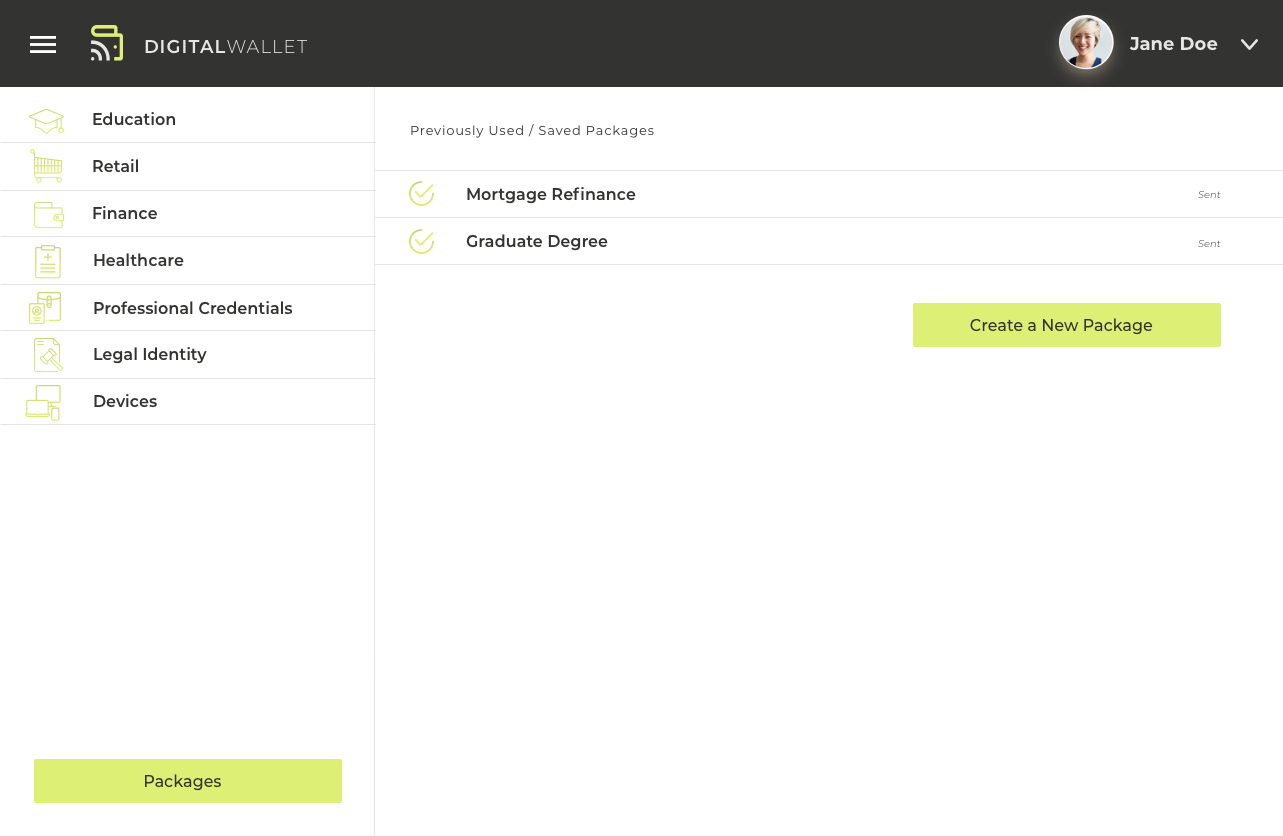 DIGITALWALLET
Jane Doe
Education
Retail
Finance
Healthcare
Professional Credentials
Legal Identity
Devices
Packages
Previously Used / Saved Packages
Mortgage Refinance
Sent
Graduate Degree
Sent
Create a New Package